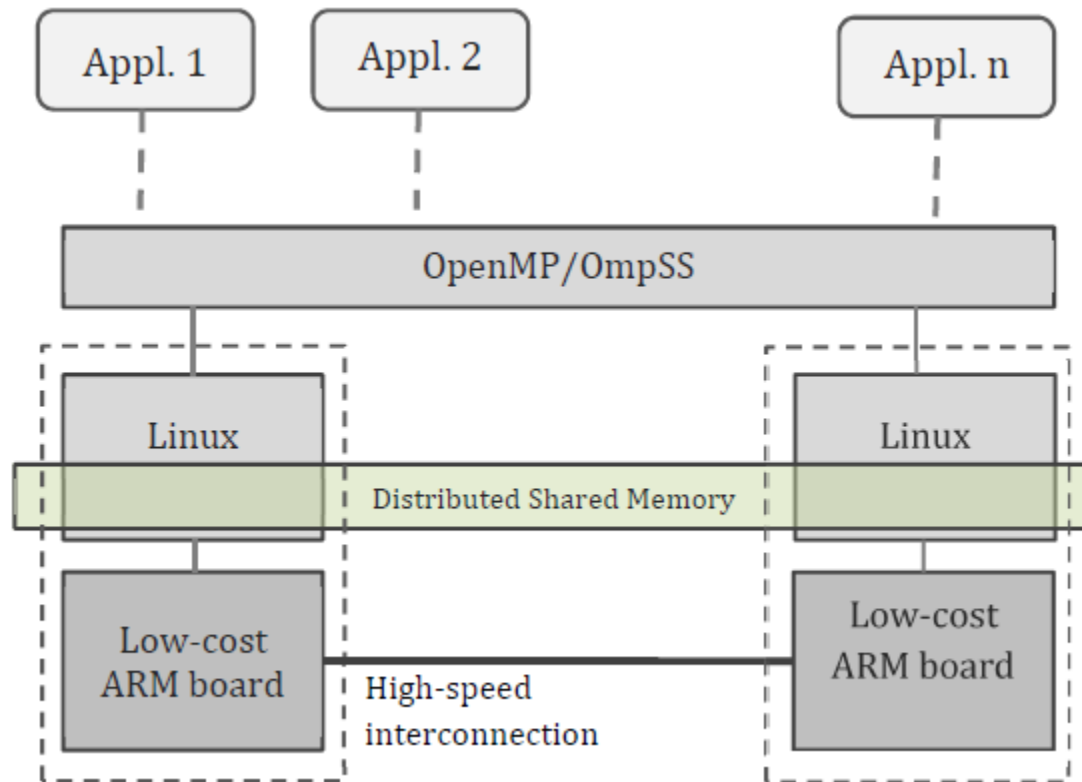 Appl. 1
Appl. 2
Appl. n
OpenMP/OmpSS
Linux
Linux
Distributed Shared Memory
Low-cost
ARM board
Low-cost
ARM board
High-speed
interconnection